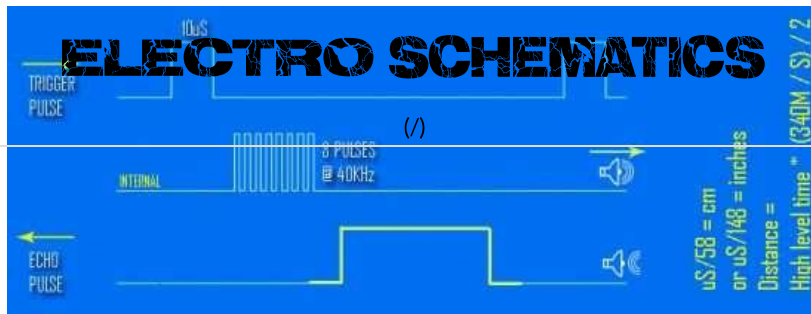 10uS
ELECTRO SCHEMATICS
TRIGGER
PULSE
(/)
8 PULSES
@ 40KHz
INTERNAL
ECHO
PULSE
uS/58 = cm
or uS/148 = inches
Distance =
High level time * (340M / S) / 2